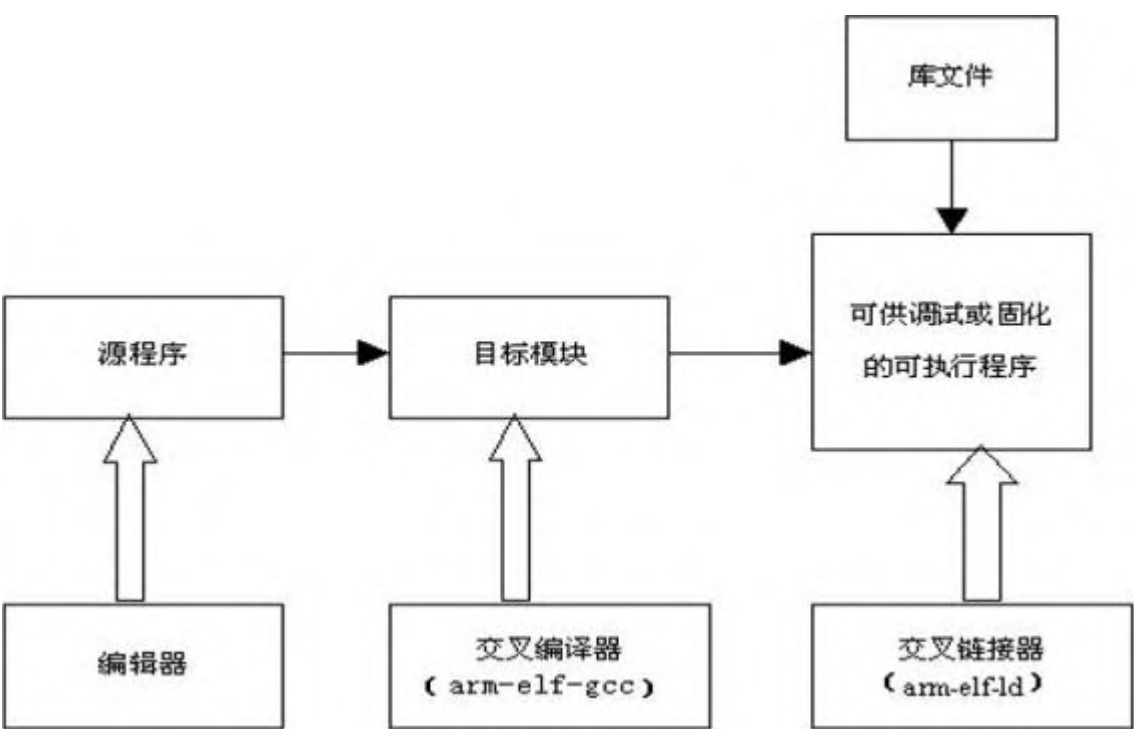 库文件
源程序
目标模块
可供调试或固化
的可执行程序
编辑器
交叉编译器
(arm-elf-gcc)
交叉链接器
(arm-elf-ld)